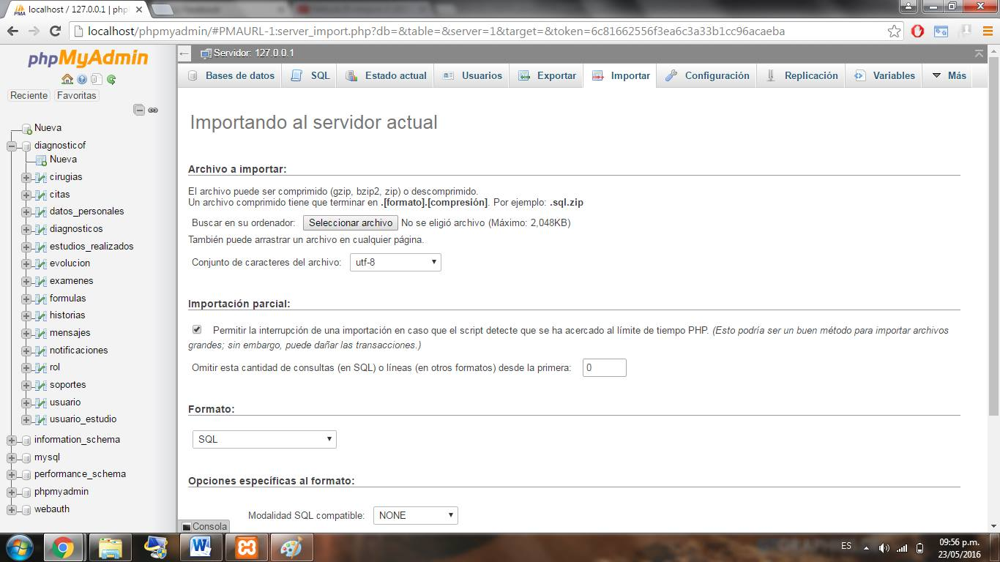 localhost / 127.0.0.1 | php
localhost/phpmyadmin/#PMAURL-1:server_import.php?db=&table=&server=1&target=&token=6c81662556f3ea6c3a33b1cc96acaeba
phpMyAdmin
Reciente
Favoritas
Nueva
diagnosticof
Nueva
cirugias
citas
datos_personales
diagnosticos
estudios_realizados
evolucion
examenes
formulas
historias
mensajes
notificaciones
rol
soportes
usuario
usuario_estudio
information_schema
mysql
performance_schema
phpmyadmin
webauth
Servidor: 127.0.0.1
Bases de datos
SQL
Estado actual
Usuarios
Exportar
Importar
Configuración
Replicación
Variables
Más
Importando al servidor actual
Archivo a importar:
El archivo puede ser comprimido (gzip, bzip2, zip) o descomprimido.
Un archivo comprimido tiene que terminar en .[formato].[compresión]. Por ejemplo: .sql.zip
Buscar en su ordenador: Seleccionar archivo No se eligió archivo (Máximo: 2,048KB)
También puede arrastrar un archivo en cualquier página.
Conjunto de caracteres del archivo: utf-8
Importación parcial:
Permitir la interrupción de una importación en caso que el script detecte que se ha acercado al límite de tiempo PHP. (Esto podría ser un buen método para importar archivos
grandes; sin embargo, puede dañar las transacciones.)
Omitir esta cantidad de consultas (en SQL) o líneas (en otros formatos) desde la primera: 0
Formato:
SQL
Opciones específicas al formato:
Modalidad SQL compatible: NONE
Consola
ES
09:56 p.m.
23/05/2016